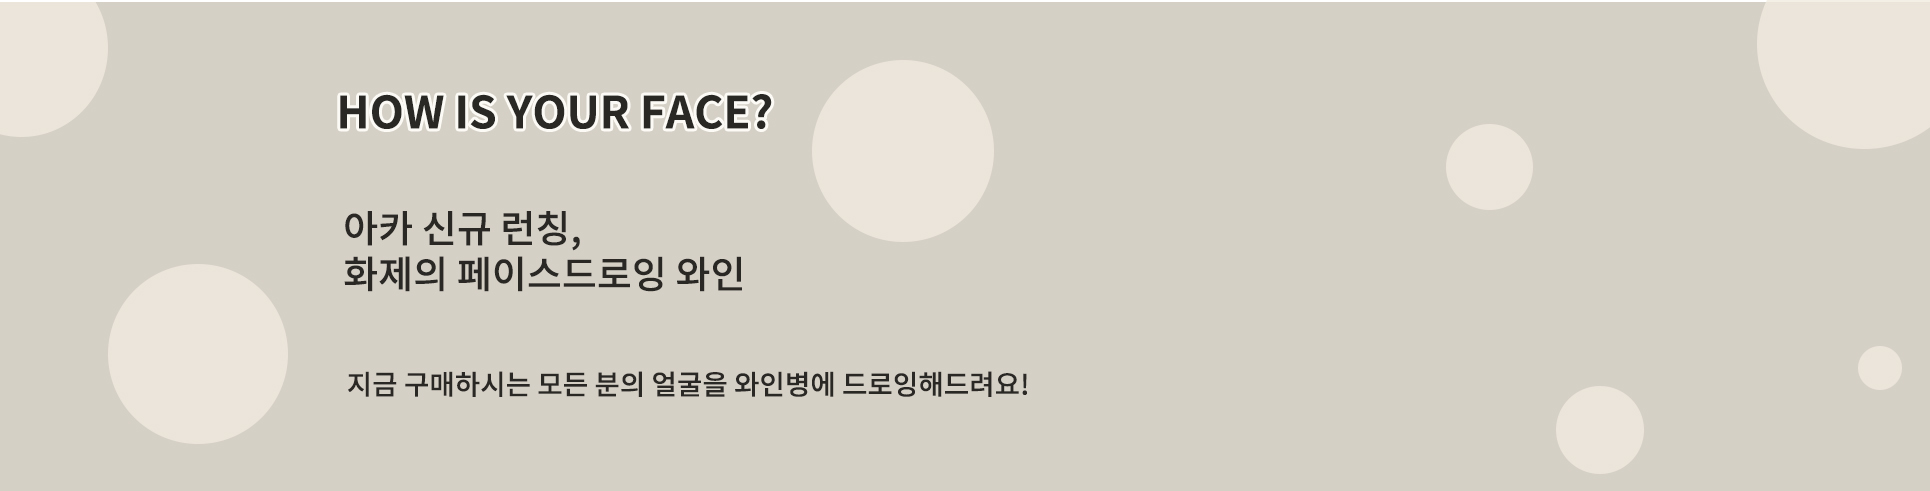 HOW IS YOUR FACE?
아카 신규 런칭,
화제의 페이스드로잉 와인
지금 구매하시는 모든 분의 얼굴을 와인병에 드로잉해드려요!